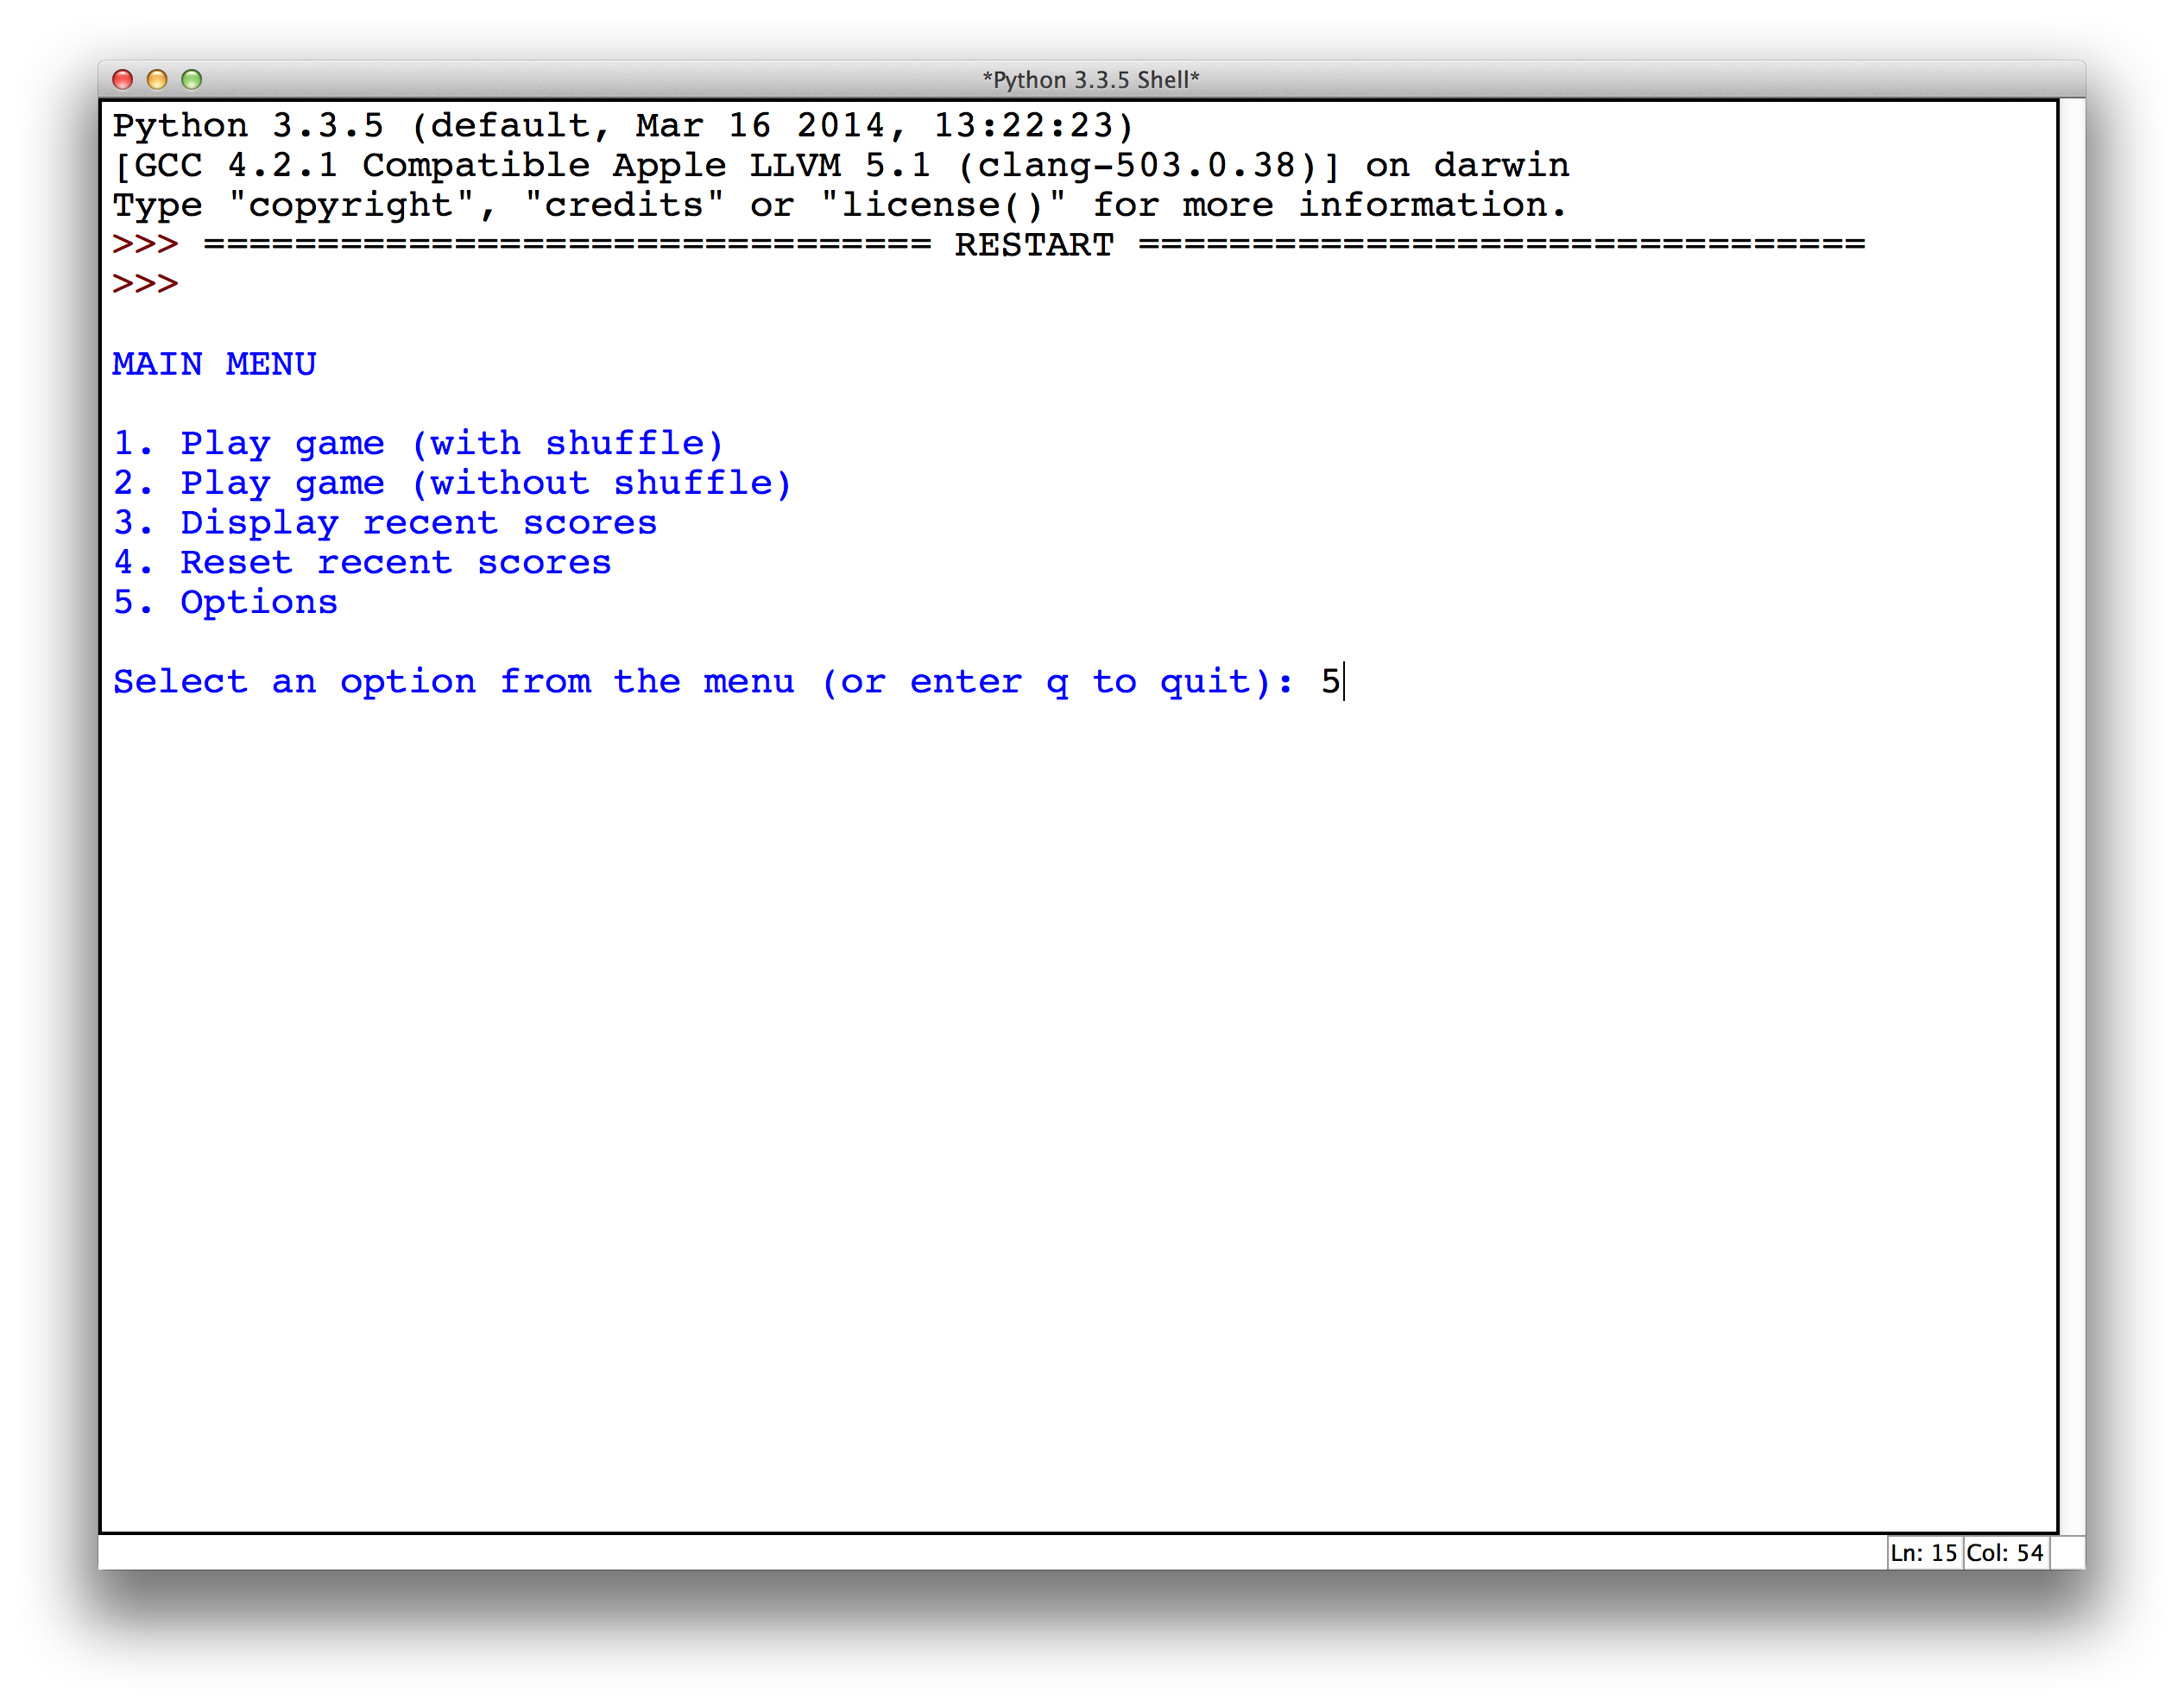 *Python 3.3.5 Shell*
Python 3.3.5 (default, Mar 16 2014, 13:22:23)
[GCC 4.2.1 Compatible Apple LLVM 5.1 (clang-503.0.38)] on darwin
Type "copyright", "credits" or "license()" for more information.
>>> ================================ RESTART ================================
>>>
MAIN MENU
1. Play game (with shuffle)
2. Play game (without shuffle)
3. Display recent scores
4. Reset recent scores
5. Options
Select an option from the menu (or enter q to quit): 5
Ln: 15 Col: 54